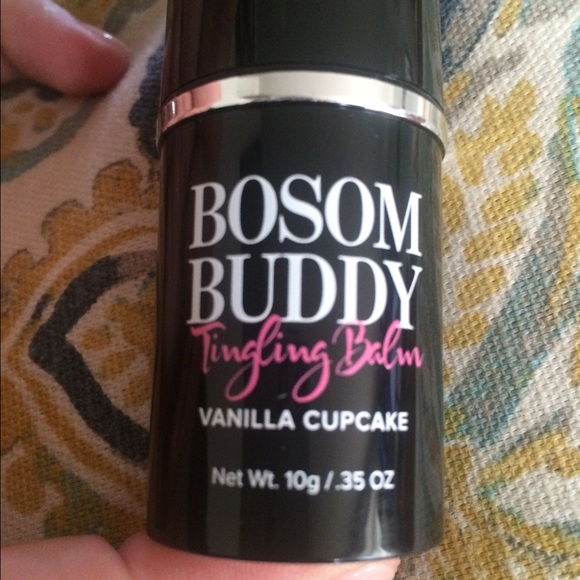 BOSOM
BUDDY
Tingling Balm
VANILLA CUPCAKE
Net Wt. 10g /.35 OZ